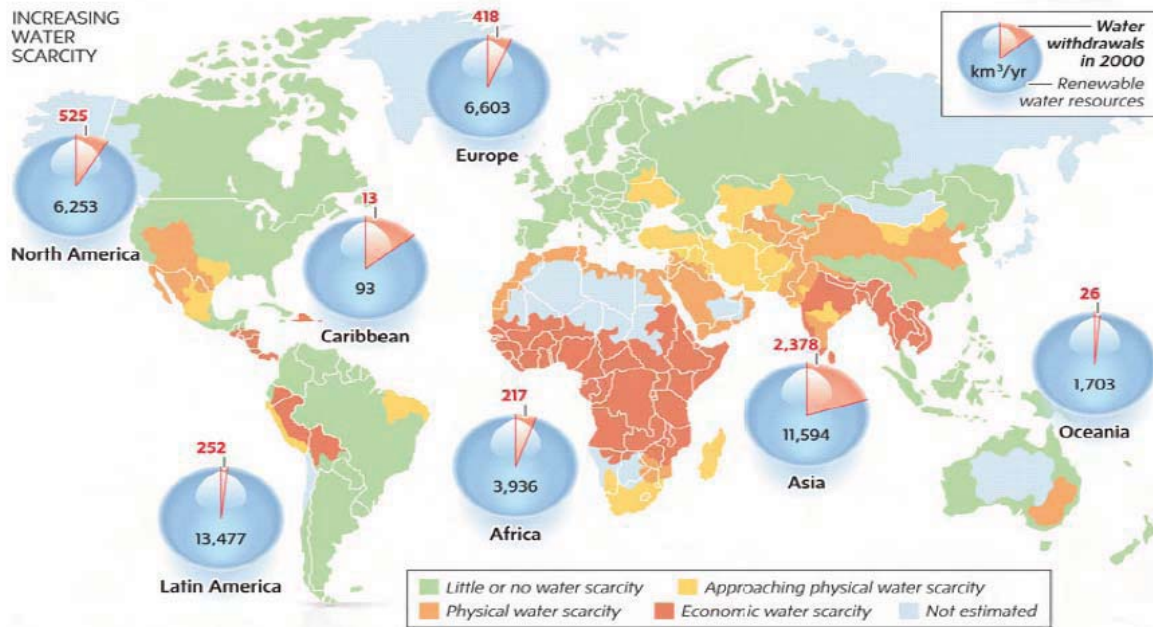 INCREASING
WATER
SCARCITY
418
6,603
Europe
Water
withdrawals
in 2000
km³/yr
Renewable
water resources
525
6,253
North America
13
93
Caribbean
26
1,703
Oceania
2,378
11,594
Asia
217
3,936
Africa
252
13,477
Latin America
Little or no water scarcity
Approaching physical water scarcity
Physical water scarcity
Economic water scarcity
Not estimated